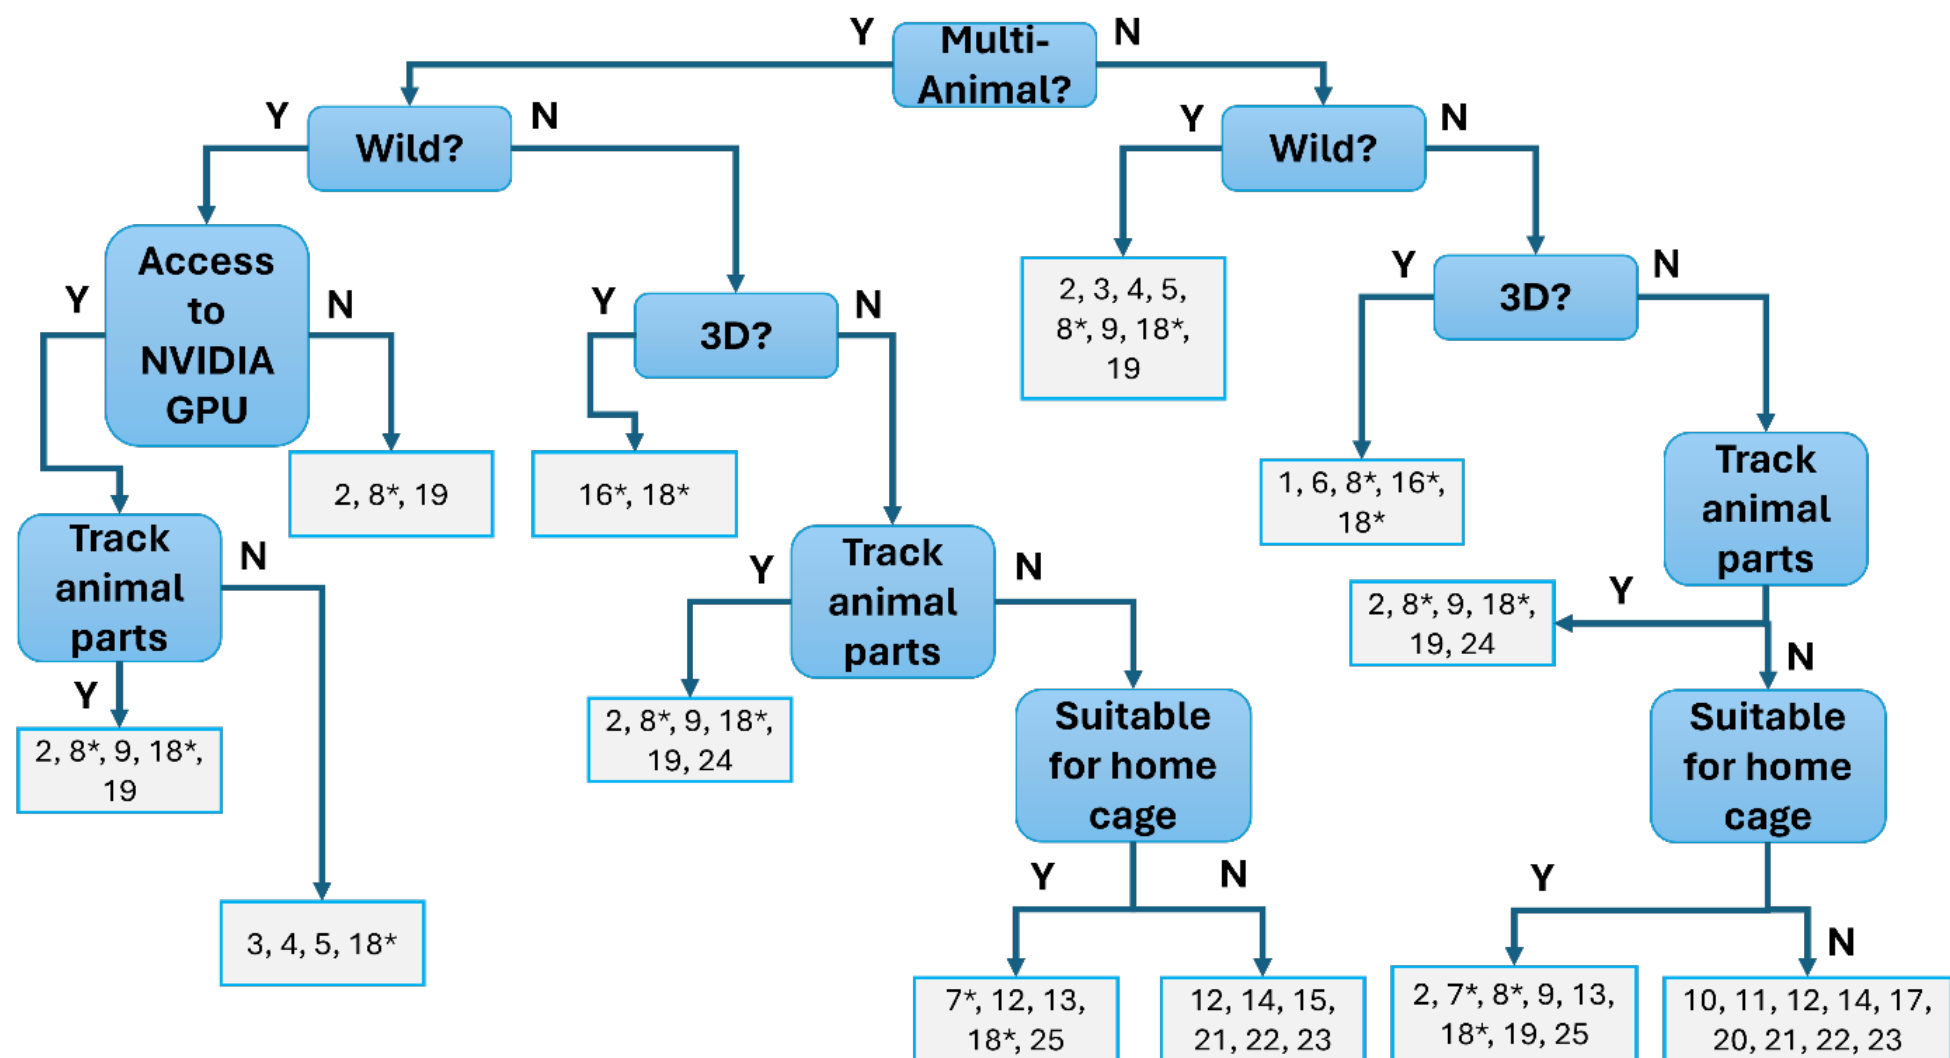 Y
Multi-
Animal?
N
Y
Wild?
N
Y
Wild?
N
Access
to
NVIDIA
GPU
Y
N
Y
3D?
N
2, 3, 4, 5,
8*, 9, 18*,
19
Y
3D?
N
2, 8*, 19
16*, 18*
1, 6, 8*, 16*,
18*
Track
animal
parts
Track
animal
parts
N
Y
Track
animal
parts
N
Y
2, 8*, 9, 18*,
19, 24
N
Y
2, 8*, 9, 18*,
19
2, 8*, 9, 18*,
19, 24
Suitable
for home
cage
Suitable
for home
cage
3, 4, 5, 18*
Y
N
Y
N
7*, 12, 13,
18*, 25
12, 14, 15,
21, 22, 23
2, 7*, 8*, 9, 13,
18*, 19, 25
10, 11, 12, 14, 17,
20, 21, 22, 23